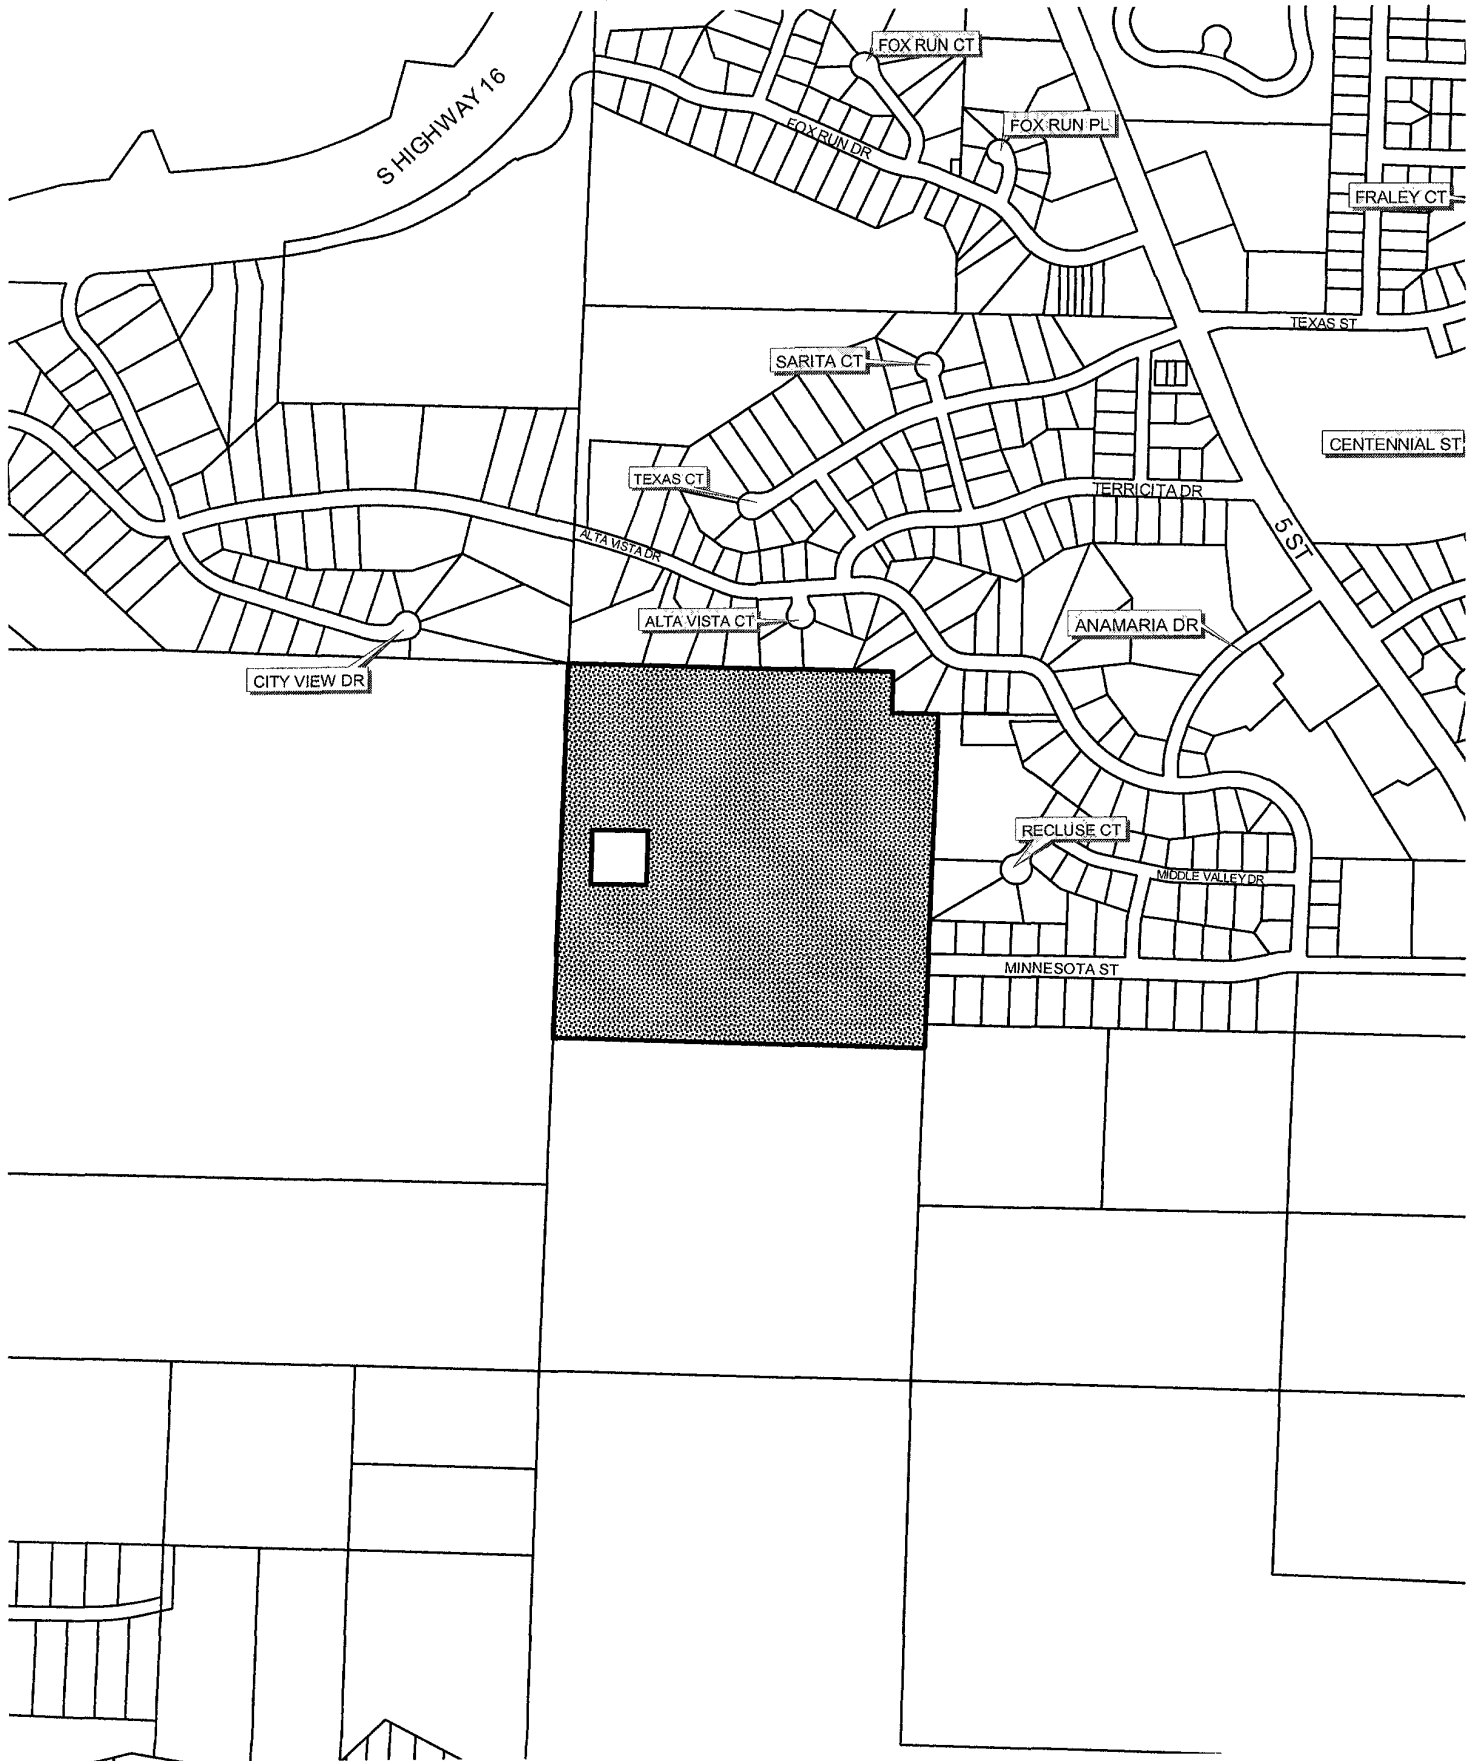 FOX RUN CT
S HIGHWAY 16
FOX RUN PL
FOX RUN DR
FRALEY CT
TEXAS ST
SARITA CT
CENTENNIAL ST
TEXAS CT
TERRICITA DR
5 ST
ALTA VISTA DR
ALTA VISTA CT
ANAMARIA DR
CITY VIEW DR
RECLUSE CT
MIDDLE VALLEY DR
MINNESOTA ST